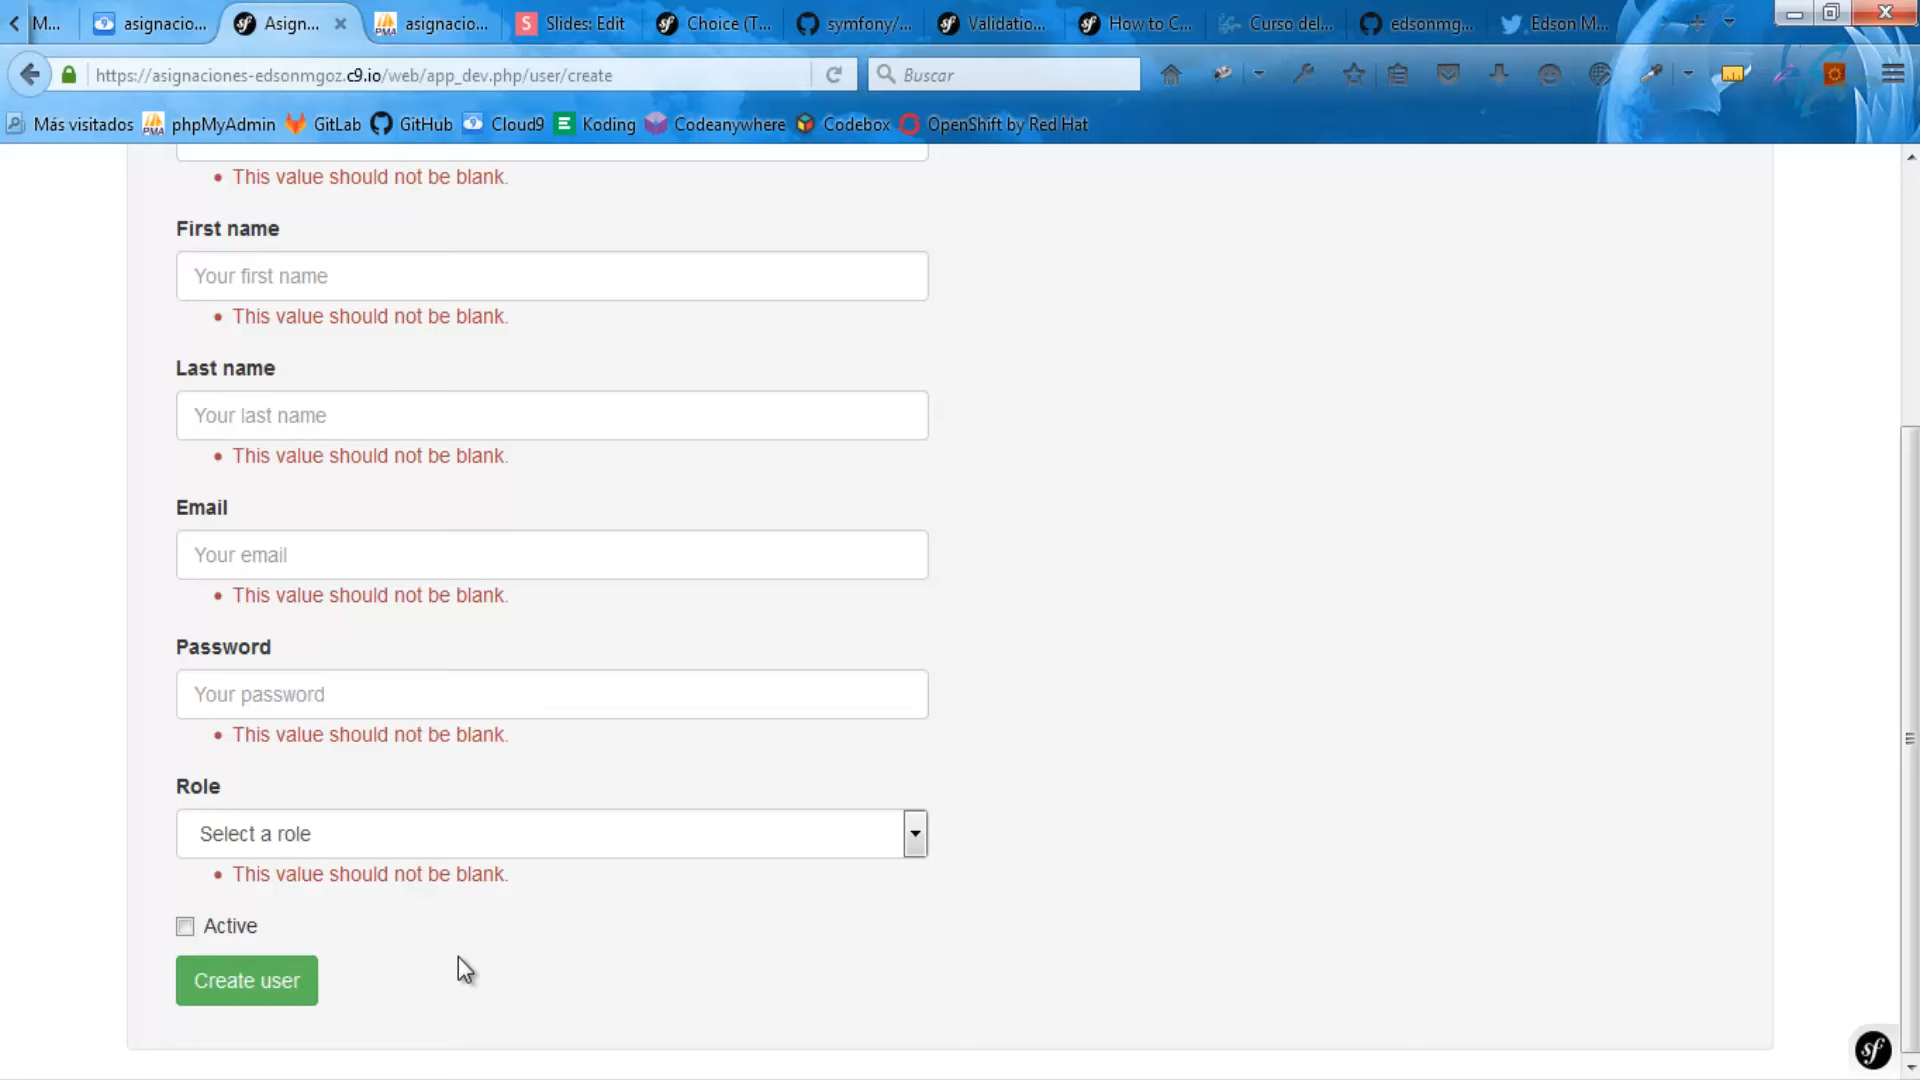 M...
asignacio...
Asign...
asignacio...
Slides: Edit
Choice (T...
symfony/...
Validatio...
How to C...
Curso del...
edsonmg...
Edson M...
https://asignaciones-edsonmgoz.c9.io/web/app_dev.php/user/create
Buscar
Más visitados
phpMyAdmin
GitLab
GitHub
Cloud9
Koding
Codeanywhere
Codebox
OpenShift by Red Hat
• This value should not be blank.
First name
Your first name
• This value should not be blank.
Last name
Your last name
• This value should not be blank.
Email
Your email
• This value should not be blank.
Password
Your password
• This value should not be blank.
Role
Select a role
• This value should not be blank.
Active
Create user